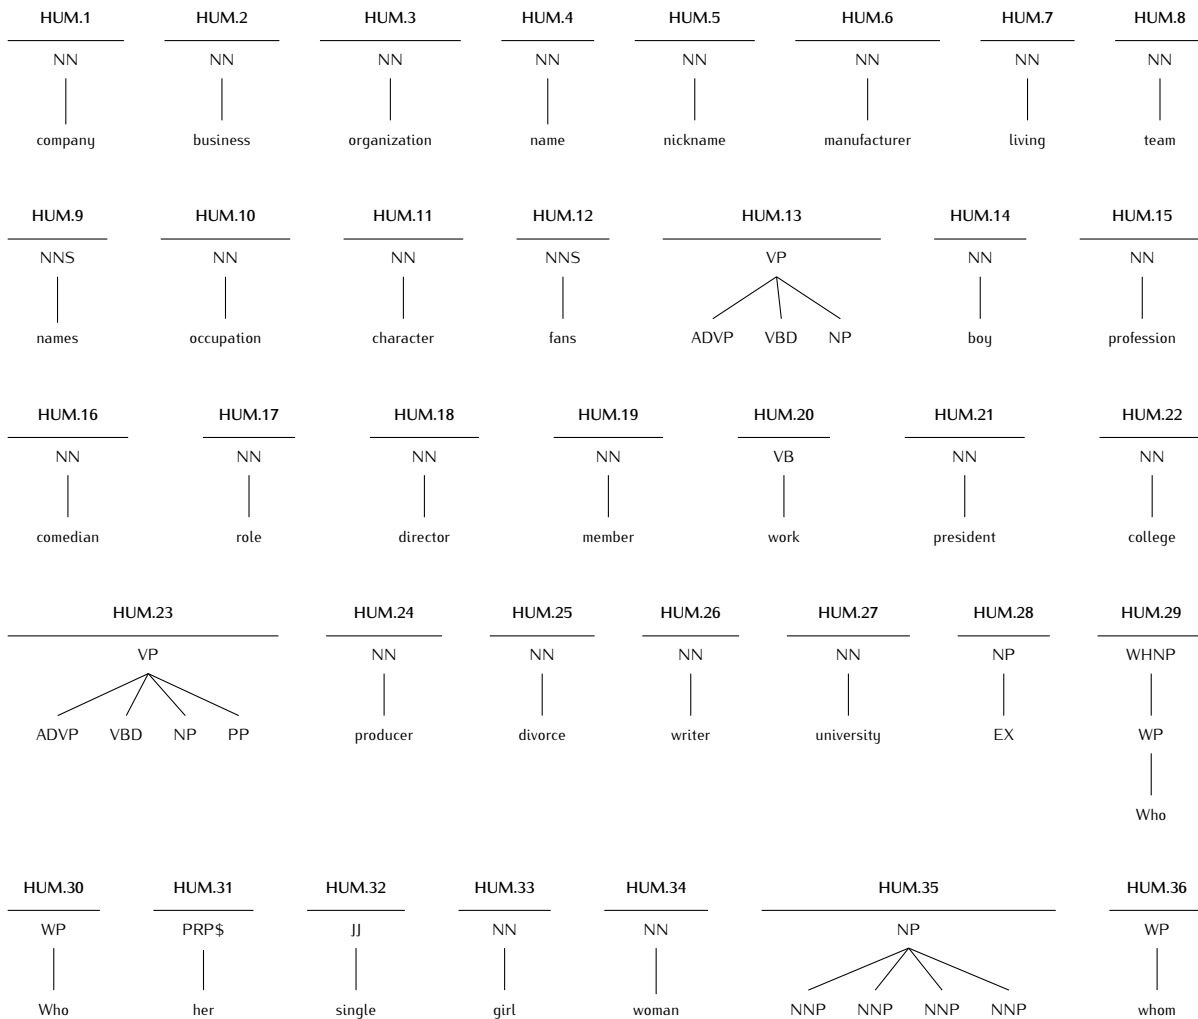 HUM.1 HUM.2 HUM.3 HUM.4 HUM.5 HUM.6 HUM.7 HUM.8
NN NN NN NN NN NN NN NN
company business organization name nickname manufacturer living team
HUM.9 HUM.10 HUM.11 HUM.12 HUM.13 HUM.14 HUM.15
NNS NN NN NNS VP NN NN
names occupation character fans ADVP VBD NP boy profession
HUM.16 HUM.17 HUM.18 HUM.19 HUM.20 HUM.21 HUM.22
NN NN NN NN VB NN NN
comedian role director member work president college
HUM.23 HUM.24 HUM.25 HUM.26 HUM.27 HUM.28 HUM.29
VP NN NN NN NN NP WHNP
ADVP VBD NP PP producer divorce writer university EX WP
Who
HUM.30 HUM.31 HUM.32 HUM.33 HUM.34 HUM.35 HUM.36
WP PRP$ JJ NN NN NP WP
Who her single girl woman NNP NNP NNP NNP whom